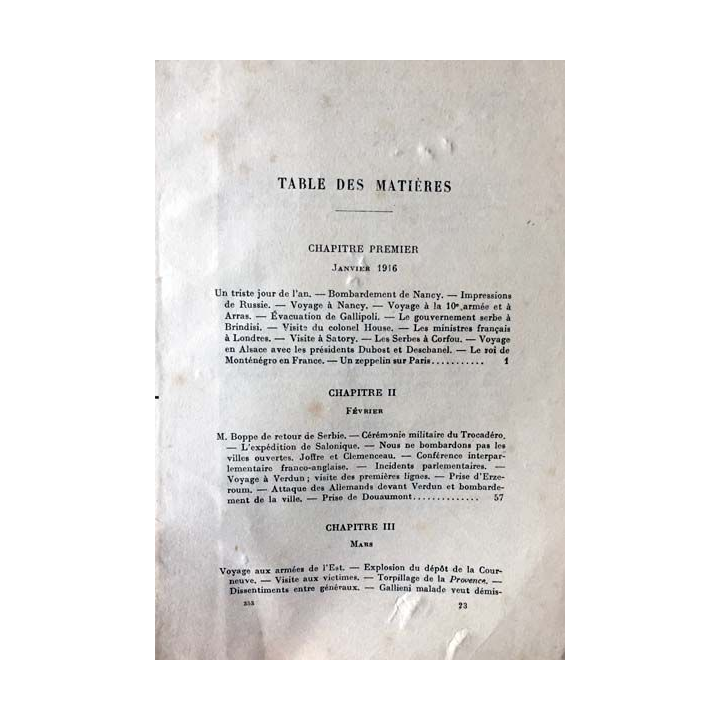 TABLE DES MATIÈRES
CHAPITRE PREMIER
JANVIER 1916
Un triste jour de l'an. — Bombardement de Nancy. — Impressions
de Russie. — Voyage à Nancy. — Voyage à la 10e armée et à
Arras. — Évacuation de Gallipoli. — Le gouvernement serbe à
Brindisi. — Visite du colonel House. — Les ministres français
à Londres. — Visite à Satory. — Les Serbes à Corfou. — Voyage
en Alsace avec les présidents Dubost et Deschanel. — Le roi de
Monténégro en France. — Un zeppelin sur Paris.......... 1
CHAPITRE II
FÉVRIER
M. Boppe de retour de Serbie. — Cérémonie militaire du Trocadéro.
— L'expédition de Salonique. — Nous ne bombardons pas les
villes ouvertes. Joffre et Clemenceau. — Conférence interpar-
lementaire franco-anglaise. — Incidents parlementaires. —
Voyage à Verdun ; visite des premières lignes. — Prise d'Erze-
roum. — Attaque des Allemands devant Verdun et bombarde-
ment de la ville. — Prise de Douaumont.............. 57
CHAPITRE III
MARS
Voyage aux armées de l'Est. — Explosion du dépôt de la Cour-
neuve. — Visite aux victimes. — Torpillage de la Provence. —
Dissentiments entre généraux. — Gallieni malade veut démis-
353 23